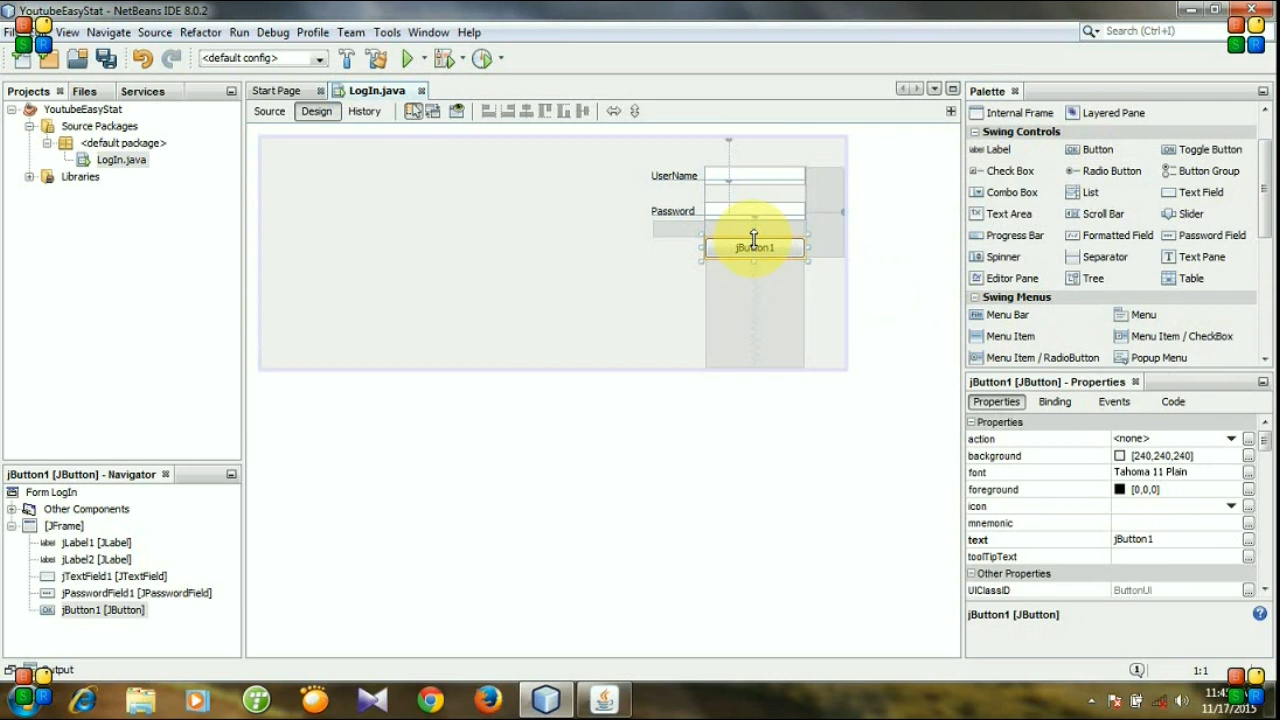 YoutubeEasyStat - NetBeans IDE 8.0.2
View Navigate Source Refactor Run Debug Profile Team Tools Window Help
Search (Ctrl+I)
<default config>
Projects Files Services
YoutubeEasyStat
Source Packages
<default package>
LogIn.java
Libraries
Start Page LogIn.java
Source Design History
UserName
Password
jButton1
Palette
Internal Frame Layered Pane
Swing Controls
Label Button Toggle Button
Check Box Radio Button Button Group
Combo Box List Text Field
Text Area Scroll Bar Slider
Progress Bar Formatted Field Password Field
Spinner Separator Text Pane
Editor Pane Tree Table
Swing Menus
Menu Bar Menu
Menu Item Menu Item / CheckBox
Menu Item / RadioButton Popup Menu
jButton1 [JButton] - Properties
Properties Binding Events Code
Properties
action <none>
background [240,240,240]
font Tahoma 11 Plain
foreground [0,0,0]
icon
mnemonic
text jButton1
toolTipText
Other Properties
UIClassID ButtonUI
jButton1 [JButton]
jButton1 [JButton] - Navigator
Form LogIn
Other Components
[JFrame]
jLabel1 [JLabel]
jLabel2 [JLabel]
jTextField1 [JTextField]
jPasswordField1 [JPasswordField]
jButton1 [JButton]
1:1
11/17/2015